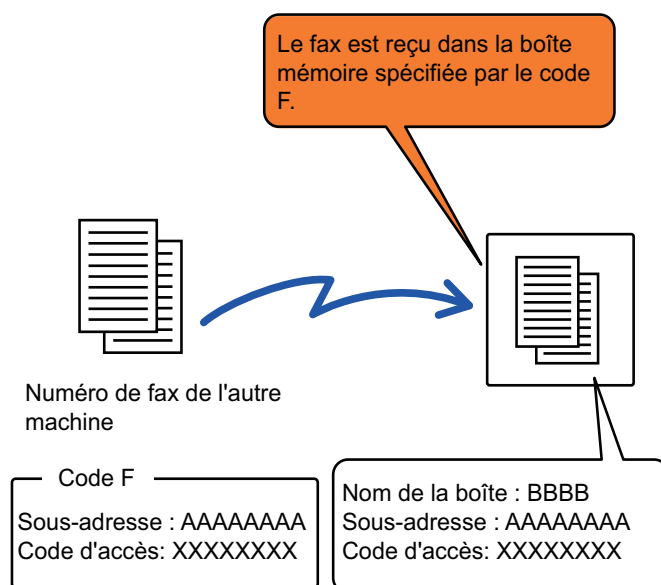 Le fax est reçu dans la boîte
mémoire spécifiée par le code
F.
Numéro de fax de l'autre
machine
Code F
Sous-adresse : AAAAAAAA
Code d'accès: XXXXXXXX
Nom de la boîte : BBBB
Sous-adresse : AAAAAAAA
Code d'accès: XXXXXXXX